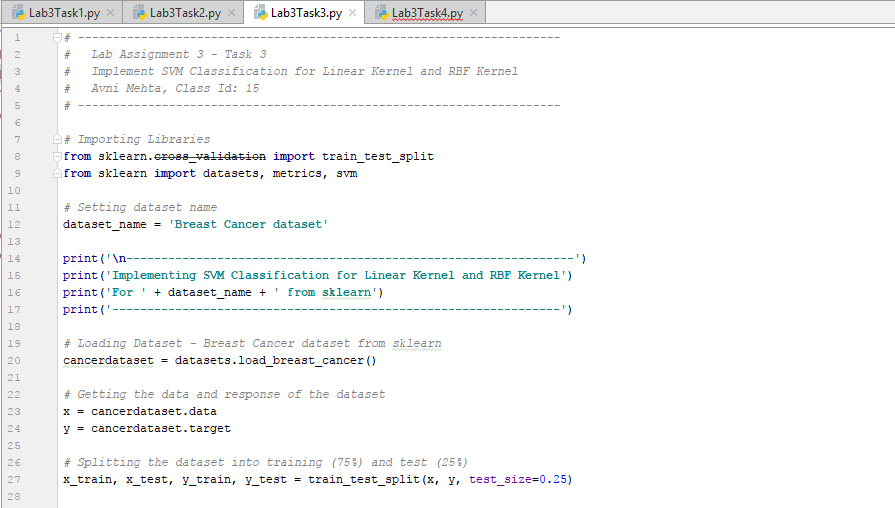 Lab3Task1.py Lab3Task2.py Lab3Task3.py Lab3Task4.py
1 # ---------------------------------------------------------------------
2 #   Lab Assignment 3 - Task 3
3 #   Implement SVM Classification for Linear Kernel and RBF Kernel
4 #   Avni Mehta, Class Id: 15
5 # ---------------------------------------------------------------------
6
7 # Importing Libraries
8 from sklearn.cross_validation import train_test_split
9 from sklearn import datasets, metrics, svm
10
11 # Setting dataset name
12 dataset_name = 'Breast Cancer dataset'
13
14 print('\n----------------------------------------------------------------')
15 print('Implementing SVM Classification for Linear Kernel and RBF Kernel')
16 print('For ' + dataset_name + ' from sklearn')
17 print('----------------------------------------------------------------')
18
19 # Loading Dataset - Breast Cancer dataset from sklearn
20 cancerdataset = datasets.load_breast_cancer()
21
22 # Getting the data and response of the dataset
23 x = cancerdataset.data
24 y = cancerdataset.target
25
26 # Splitting the dataset into training (75%) and test (25%)
27 x_train, x_test, y_train, y_test = train_test_split(x, y, test_size=0.25)
28